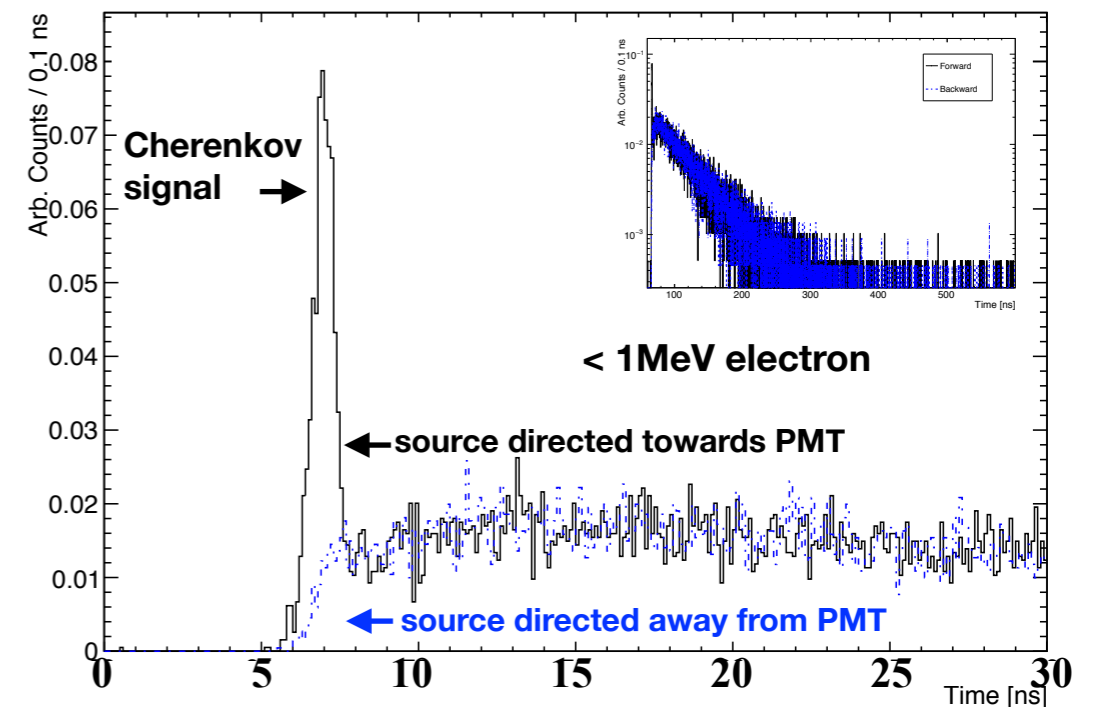 Arb. Counts / 0.1 ns
0.08
0.07
0.06
0.05
0.04
0.03
0.02
0.01
0
Cherenkov
signal
Arb. Counts / 0.1 ns
10⁻¹
10⁻²
10⁻³
Forward
Backward
100 200 300 400 500
Time [ns]
< 1MeV electron
source directed towards PMT
source directed away from PMT
0 5 10 15 20 25 30
Time [ns]